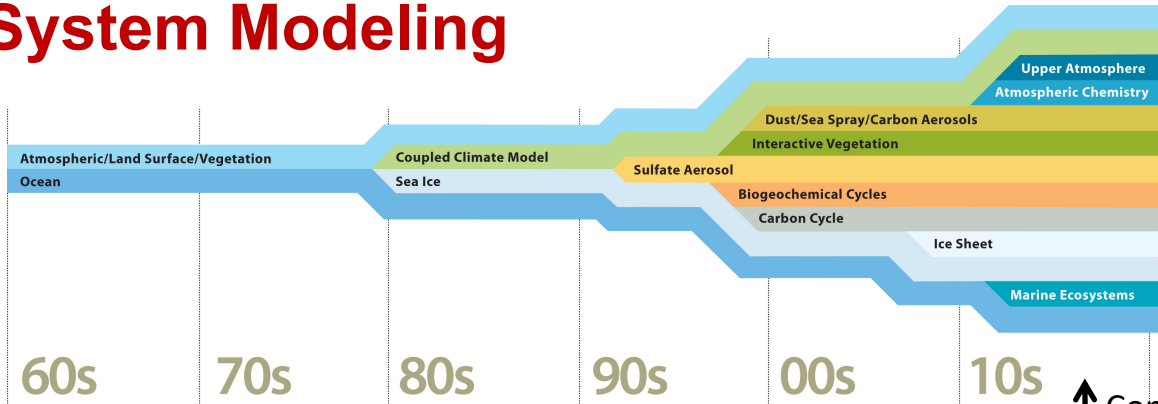 System Modeling
Upper Atmosphere
Atmospheric Chemistry
Dust/Sea Spray/Carbon Aerosols
Interactive Vegetation
Atmospheric/Land Surface/Vegetation
Coupled Climate Model
Sulfate Aerosol
Ocean
Sea Ice
Biogeochemical Cycles
Carbon Cycle
Ice Sheet
Marine Ecosystems
60s 70s 80s 90s 00s 10s